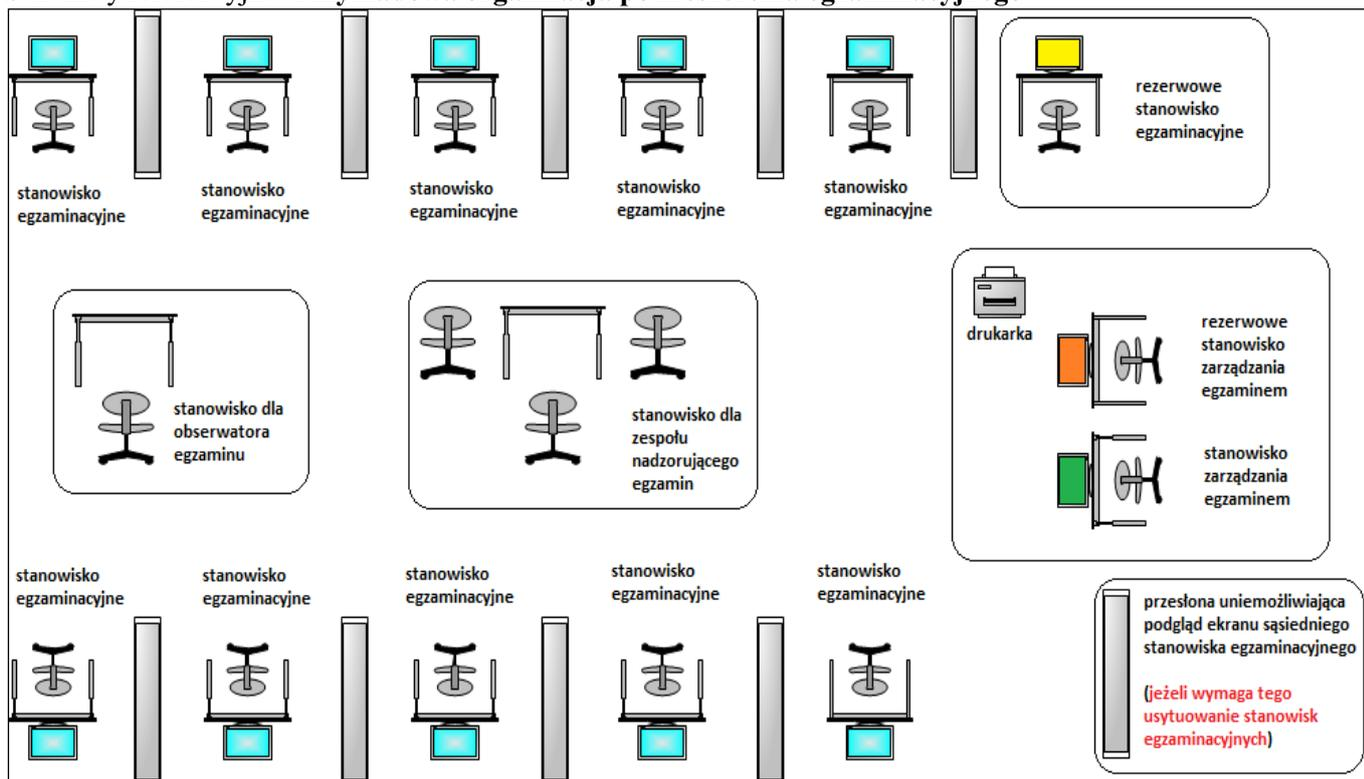 stanowisko
egzaminacyjne
stanowisko
egzaminacyjne
stanowisko
egzaminacyjne
stanowisko
egzaminacyjne
stanowisko
egzaminacyjne
rezerwowe
stanowisko
egzaminacyjne
stanowisko dla
obserwatora
egzaminu
stanowisko dla
zespołu
nadzorującego
egzamin
drukarka
rezerwowe
stanowisko
zarządzania
egzaminem
stanowisko
zarządzania
egzaminem
stanowisko
egzaminacyjne
stanowisko
egzaminacyjne
stanowisko
egzaminacyjne
stanowisko
egzaminacyjne
stanowisko
egzaminacyjne
przesłona uniemożliwiająca
podgląd ekranu sąsiedniego
stanowiska egzaminacyjnego
(jeżeli wymaga tego
usytuowanie stanowisk
egzaminacyjnych)